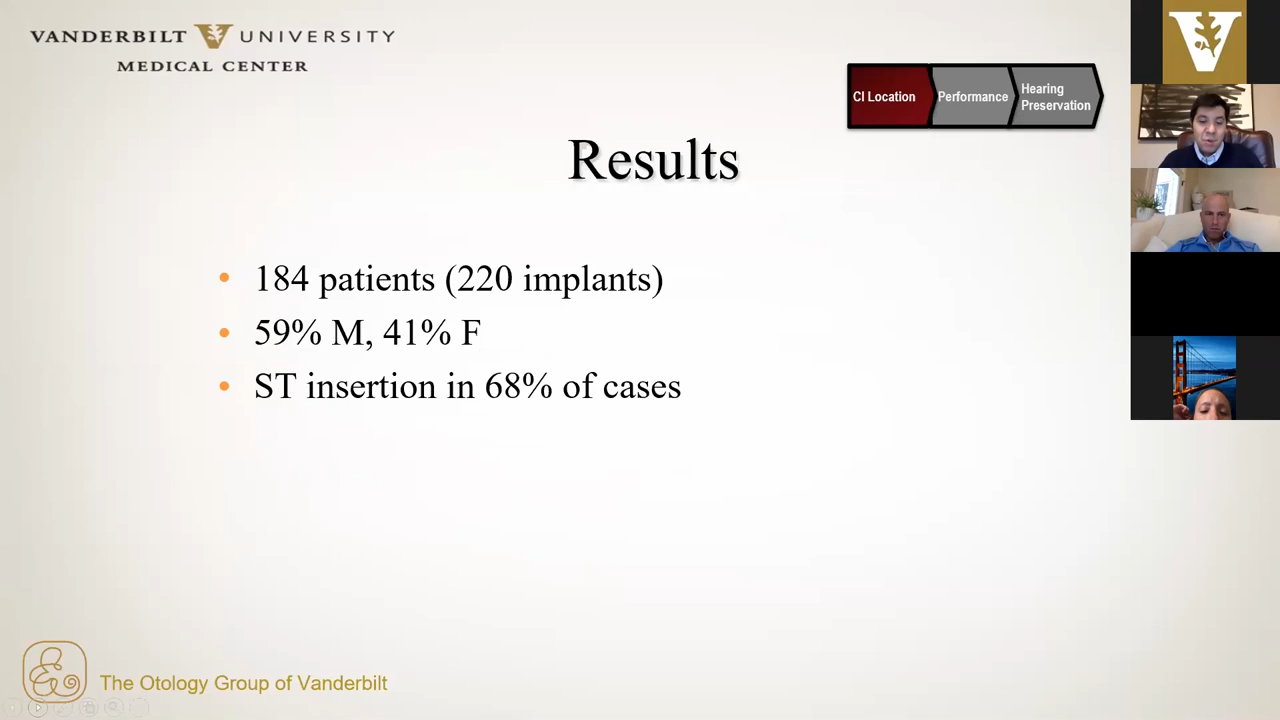 VANDERBILT V UNIVERSITY
MEDICAL CENTER
CI Location
Performance
Hearing
Preservation
Results
• 184 patients (220 implants)
• 59% M, 41% F
• ST insertion in 68% of cases
The Otology Group of Vanderbilt
V